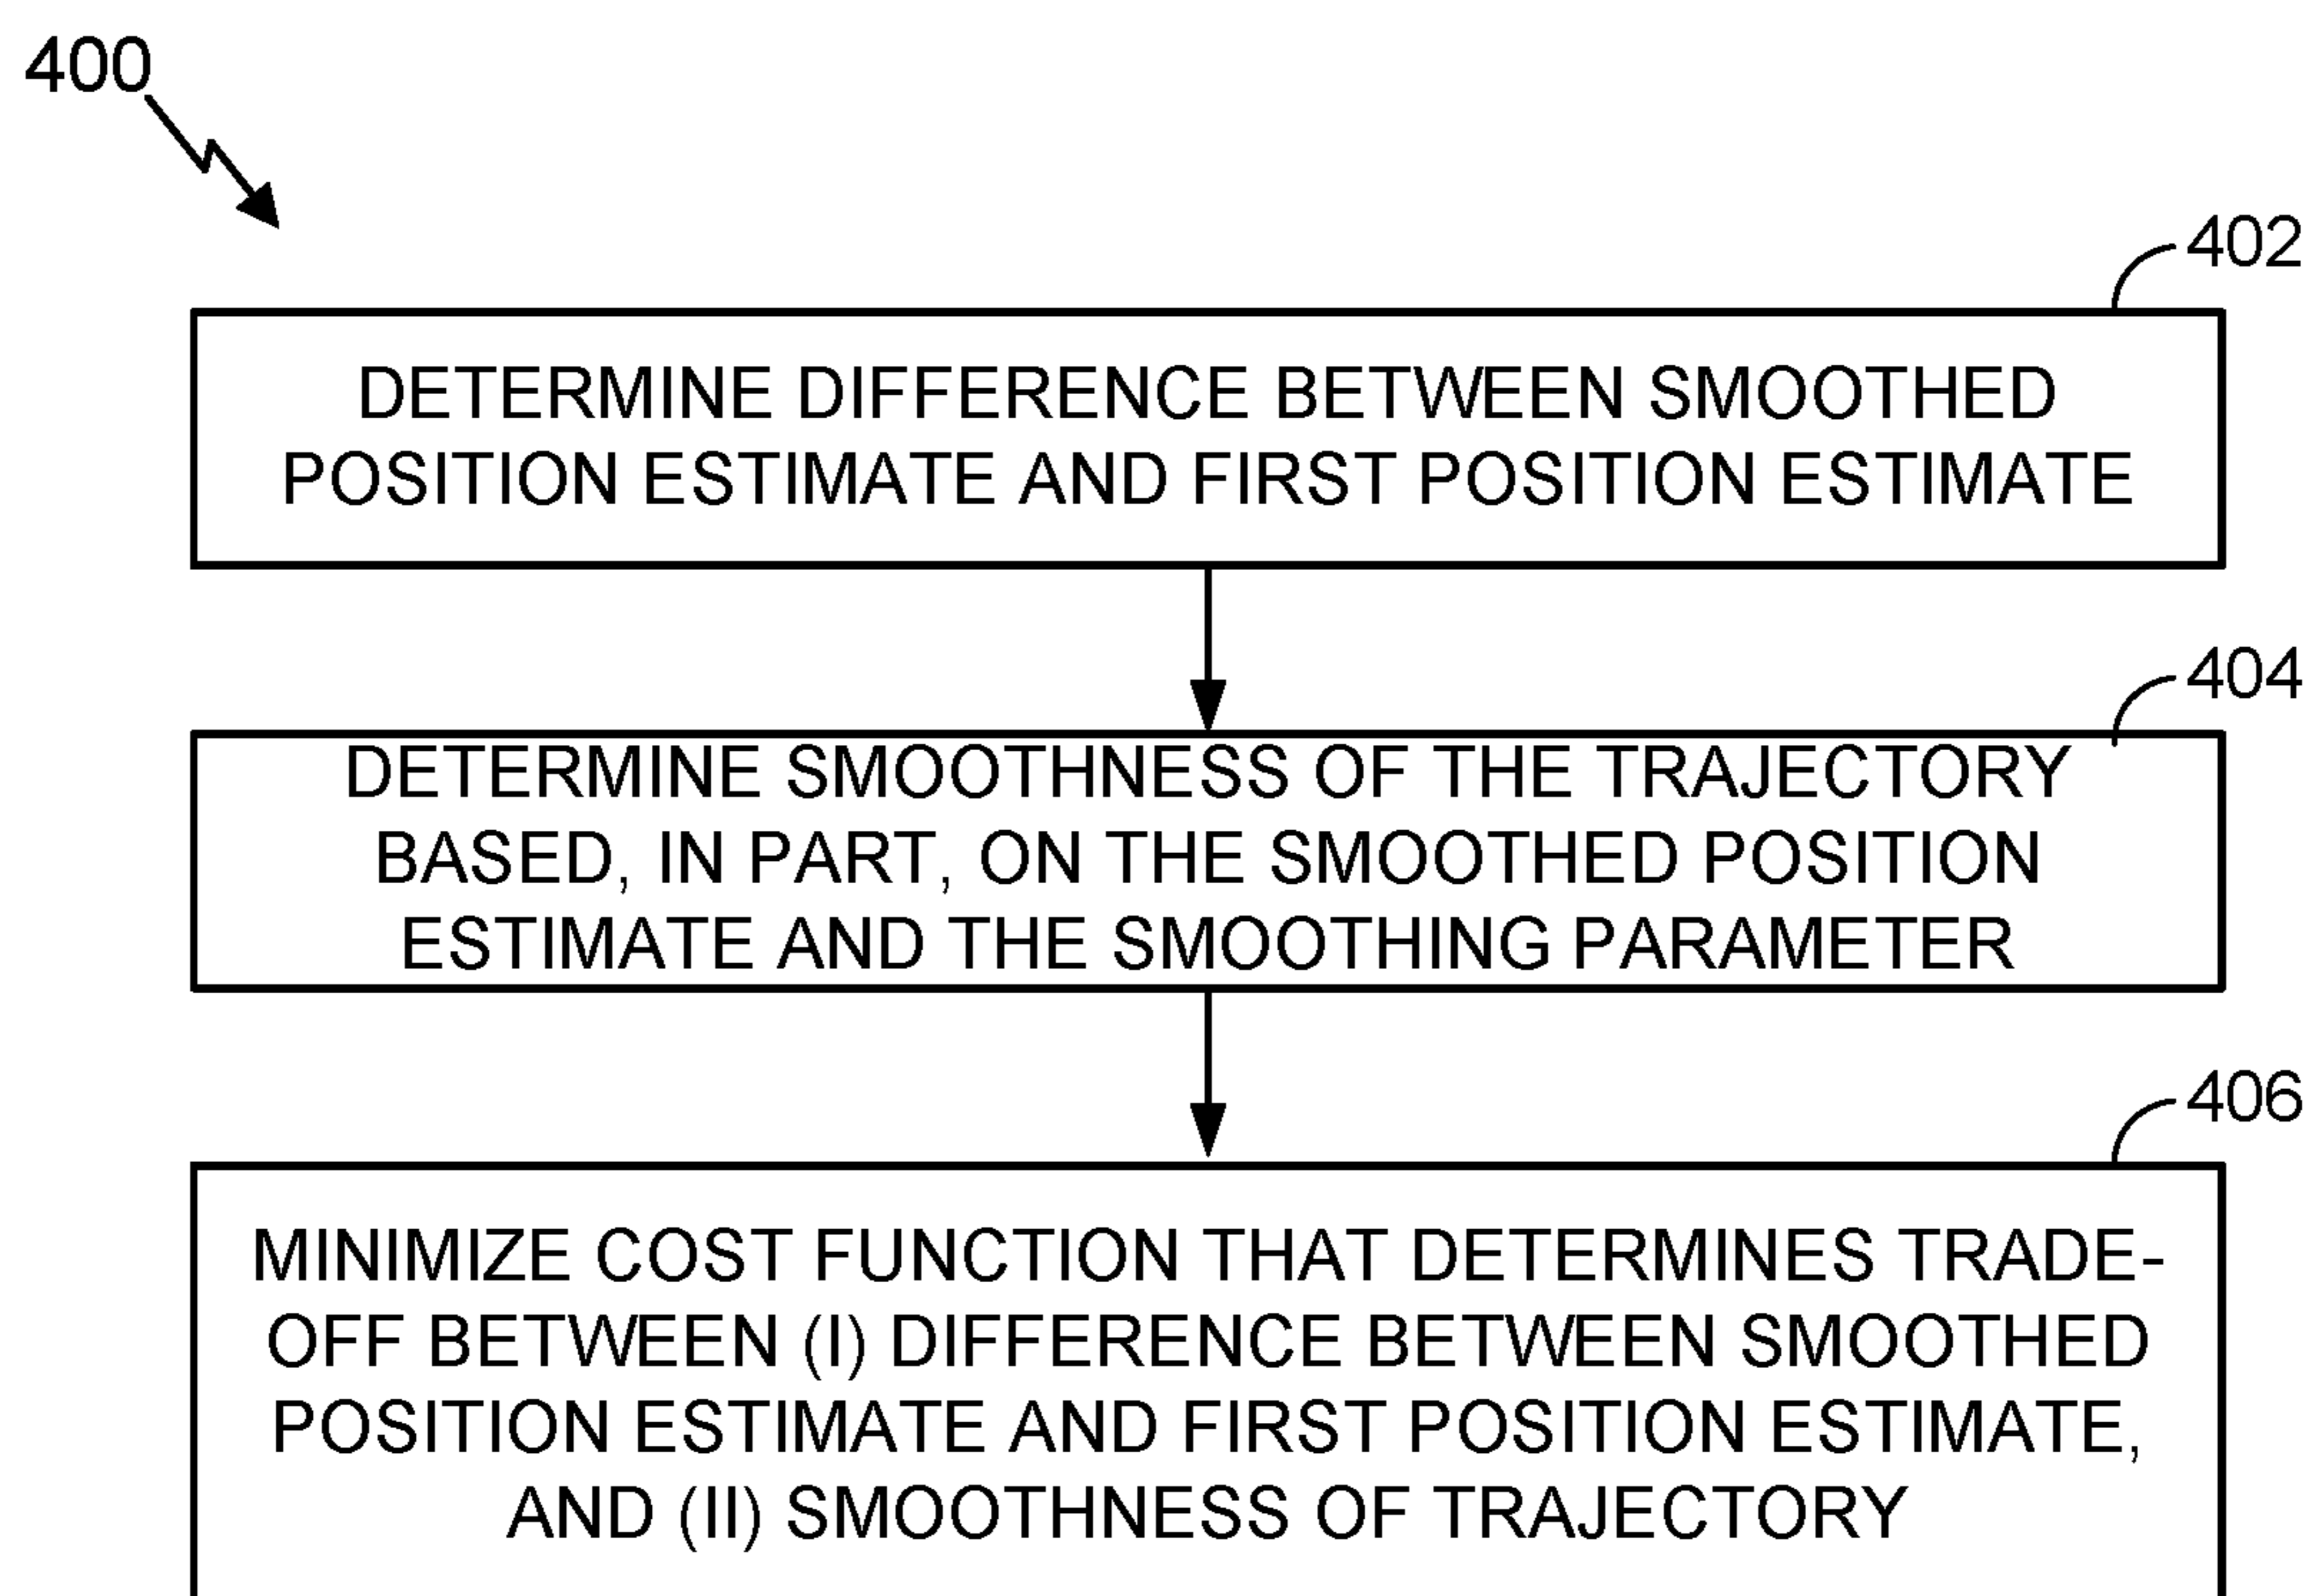 400
402
DETERMINE DIFFERENCE BETWEEN SMOOTHED
POSITION ESTIMATE AND FIRST POSITION ESTIMATE
404
DETERMINE SMOOTHNESS OF THE TRAJECTORY
BASED, IN PART, ON THE SMOOTHED POSITION
ESTIMATE AND THE SMOOTHING PARAMETER
406
MINIMIZE COST FUNCTION THAT DETERMINES TRADE-
OFF BETWEEN (I) DIFFERENCE BETWEEN SMOOTHED
POSITION ESTIMATE AND FIRST POSITION ESTIMATE,
AND (II) SMOOTHNESS OF TRAJECTORY